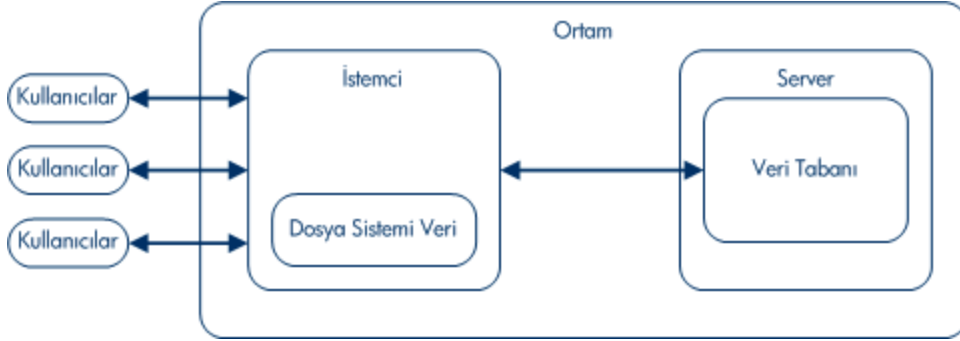 Ortam
İstemci
Server
Kullanıcılar
Kullanıcılar
Veri Tabanı
Dosya Sistemi Veri
Kullanıcılar